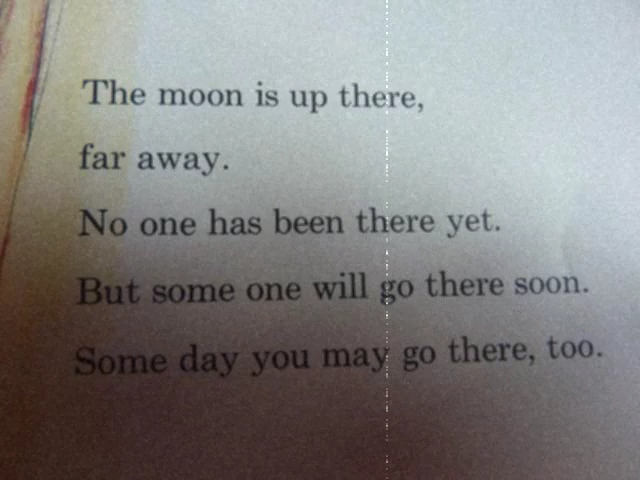 The moon is up there,
far away.
No one has been there yet.
But some one will go there soon.
Some day you may go there, too.